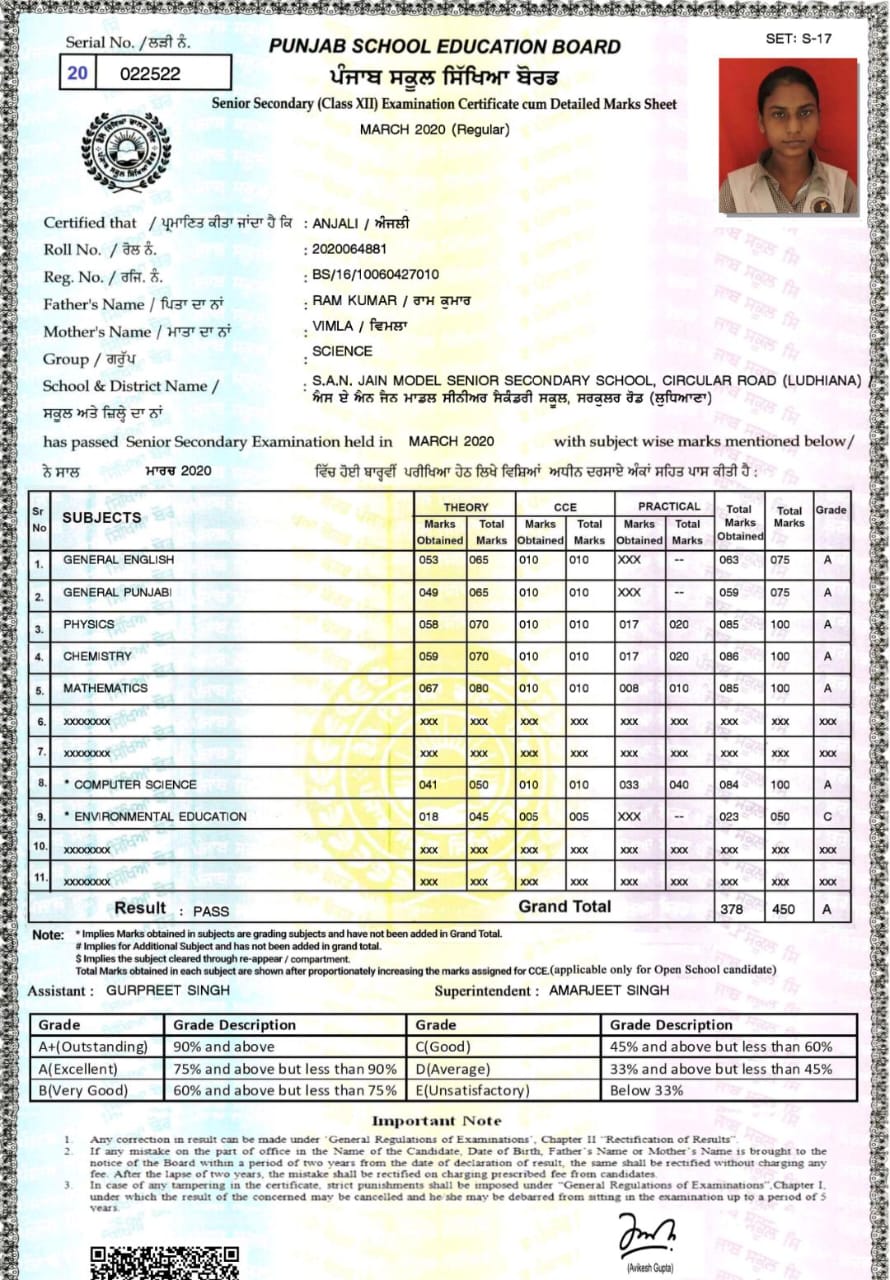 Serial No. /ਲੜੀ ਨੰ.
20 022522
PUNJAB SCHOOL EDUCATION BOARD
ਪੰਜਾਬ ਸਕੂਲ ਸਿੱਖਿਆ ਬੋਰਡ
SET: S-17
Senior Secondary (Class XII) Examination Certificate cum Detailed Marks Sheet
MARCH 2020 (Regular)
Certified that / ਪ੍ਰਮਾਣਿਤ ਕੀਤਾ ਜਾਂਦਾ ਹੈ ਕਿ : ANJALI / ਅੰਜਲੀ
Roll No. / ਰੋਲ ਨੰ. : 2020064881
Reg. No. / ਰਜਿ. ਨੰ. : BS/16/10060427010
Father's Name / ਪਿਤਾ ਦਾ ਨਾਂ : RAM KUMAR / ਰਾਮ ਕੁਮਾਰ
Mother's Name / ਮਾਤਾ ਦਾ ਨਾਂ : VIMLA / ਵਿਮਲਾ
Group / ਗਰੁੱਪ : SCIENCE
School & District Name / : S.A.N. JAIN MODEL SENIOR SECONDARY SCHOOL, CIRCULAR ROAD (LUDHIANA) /
ਸਕੂਲ ਅਤੇ ਜ਼ਿਲ੍ਹੇ ਦਾ ਨਾਂ ਐਸ ਏ ਐਨ ਜੈਨ ਮਾਡਲ ਸੀਨੀਅਰ ਸੈਕੰਡਰੀ ਸਕੂਲ, ਸਰਕੁਲਰ ਰੋਡ (ਲੁਧਿਆਣਾ)
has passed Senior Secondary Examination held in MARCH 2020 with subject wise marks mentioned below/
ਨੇ ਸਾਲ ਮਾਰਚ 2020 ਵਿੱਚ ਹੋਈ ਬਾਰ੍ਹਵੀਂ ਪਰੀਖਿਆ ਹੇਠ ਲਿਖੇ ਵਿਸ਼ਿਆਂ ਅਧੀਨ ਦਰਸਾਏ ਅੰਕਾਂ ਸਹਿਤ ਪਾਸ ਕੀਤੀ ਹੈ :
Sr No SUBJECTS THEORY CCE PRACTICAL Total Marks Obtained Total Marks Grade
Marks Obtained Total Marks Marks Obtained Total Marks Marks Obtained Total Marks
1. GENERAL ENGLISH 053 065 010 010 XXX -- 063 075 A
2. GENERAL PUNJABI 049 065 010 010 XXX -- 059 075 A
3. PHYSICS 058 070 010 010 017 020 085 100 A
4. CHEMISTRY 059 070 010 010 017 020 086 100 A
5. MATHEMATICS 067 080 010 010 008 010 085 100 A
6. xxxxxxxx xxx xxx xxx xxx xxx xxx xxx xxx xxx
7. xxxxxxxx xxx xxx xxx xxx xxx xxx xxx xxx xxx
8. * COMPUTER SCIENCE 041 050 010 010 033 040 084 100 A
9. * ENVIRONMENTAL EDUCATION 018 045 005 005 XXX -- 023 050 C
10. xxxxxxxx xxx xxx xxx xxx xxx xxx xxx xxx xxx
11. xxxxxxxx xxx xxx xxx xxx xxx xxx xxx xxx xxx
Result : PASS Grand Total 378 450 A
Note: * Implies Marks obtained in subjects are grading subjects and have not been added in Grand Total.
# Implies for Additional Subject and has not been added in grand total.
$ Implies the subject cleared through re-appear / compartment.
Total Marks obtained in each subject are shown after proportionately increasing the marks assigned for CCE.(applicable only for Open School candidate)
Assistant : GURPREET SINGH Superintendent : AMARJEET SINGH
Grade Grade Description Grade Grade Description
A+(Outstanding) 90% and above C(Good) 45% and above but less than 60%
A(Excellent) 75% and above but less than 90% D(Average) 33% and above but less than 45%
B(Very Good) 60% and above but less than 75% E(Unsatisfactory) Below 33%
Important Note
1. Any correction in result can be made under 'General Regulations of Examinations', Chapter II "Rectification of Results".
2. If any mistake on the part of office in the Name of the Candidate, Date of Birth, Father's Name or Mother's Name is brought to the
notice of the Board within a period of two years from the date of declaration of result, the same shall be rectified without charging any
fee. After the lapse of two years, the mistake shall be rectified on charging prescribed fee from candidates.
3. In case of any tampering in the certificate, strict punishments shall be imposed under "General Regulations of Examinations",Chapter I,
under which the result of the concerned may be cancelled and he/she may be debarred from sitting in the examination up to a period of 5
years.
(Avikesh Gupta)